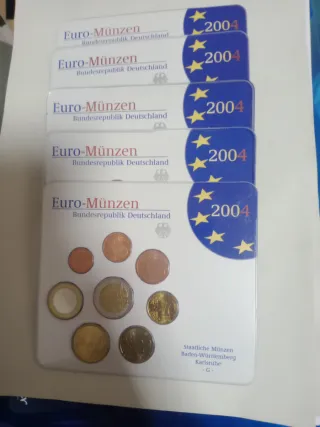 Euro-Münzen
Bundesrepublik Deutschland
2004
Euro-Münzen
Bundesrepublik Deutschland
2004
Euro-Münzen
Bundesrepublik Deutschland
2004
Euro-Münzen
Bundesrepublik Deutschland
2004
Euro-Münzen
Bundesrepublik Deutschland
2004
Staatliche Münzen
Baden-Württemberg
Karlsruhe
- G -